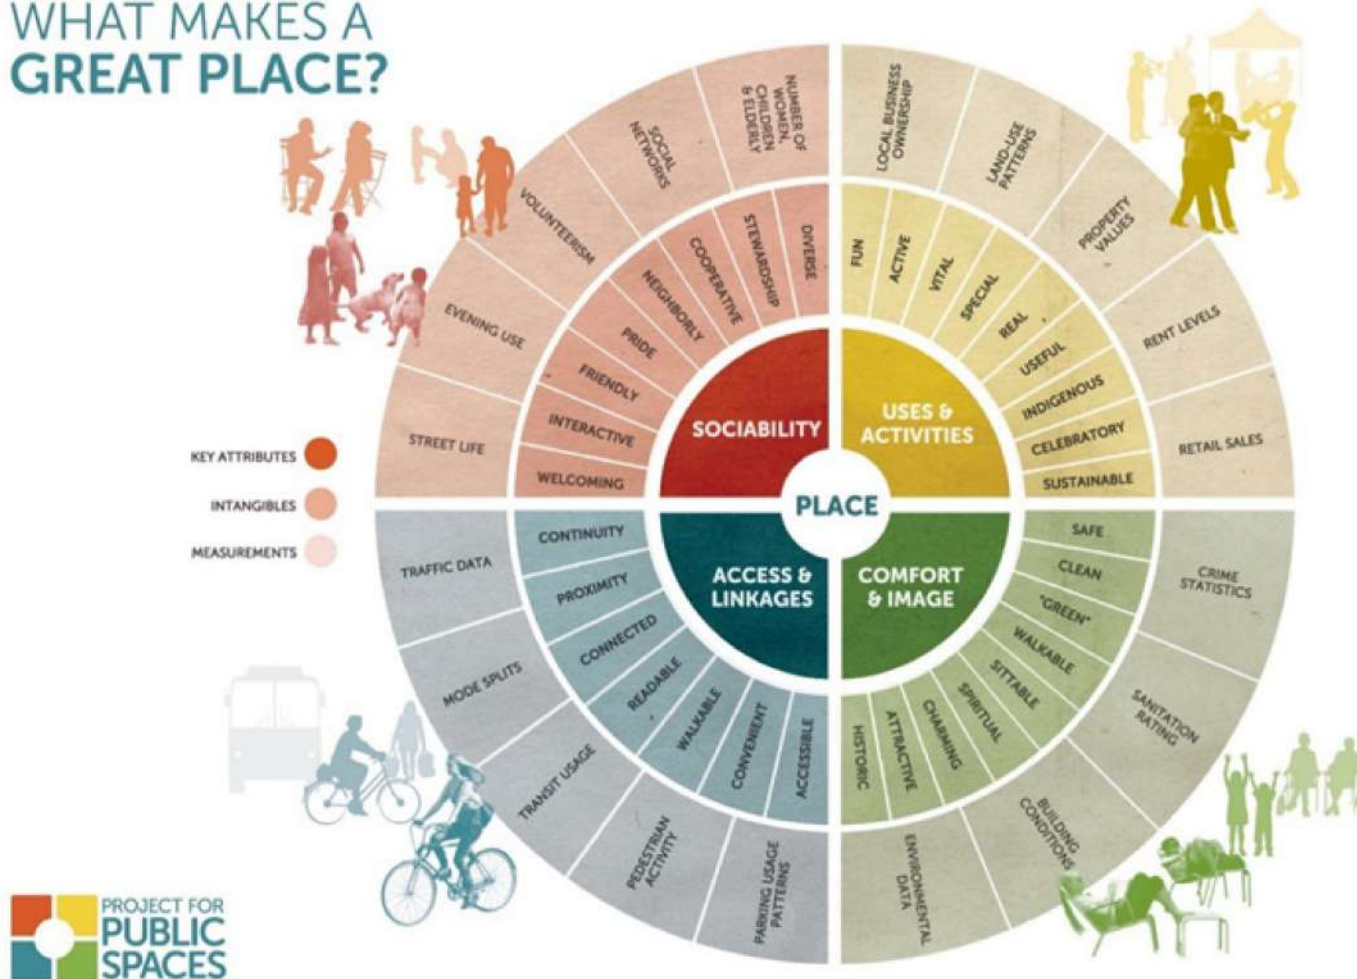 WHAT MAKES A
GREAT PLACE?
KEY ATTRIBUTES
INTANGIBLES
MEASUREMENTS
PLACE
SOCIABILITY
USES &
ACTIVITIES
ACCESS &
LINKAGES
COMFORT
& IMAGE
WELCOMING
INTERACTIVE
FRIENDLY
PRIDE
NEIGHBORLY
COOPERATIVE
STEWARDSHIP
DIVERSE
STREET LIFE
EVENING USE
VOLUNTEERISM
SOCIAL
NETWORKS
NUMBER OF
WOMEN,
CHILDREN
& ELDERLY
FUN
ACTIVE
VITAL
SPECIAL
REAL
USEFUL
INDIGENOUS
CELEBRATORY
SUSTAINABLE
LOCAL BUSINESS
OWNERSHIP
LAND-USE
PATTERNS
PROPERTY
VALUES
RENT LEVELS
RETAIL SALES
SAFE
CLEAN
"GREEN"
WALKABLE
SITTABLE
SPIRITUAL
CHARMING
ATTRACTIVE
HISTORIC
CRIME
STATISTICS
SANITATION
RATING
BUILDING
CONDITIONS
ENVIRONMENTAL
DATA
CONTINUITY
PROXIMITY
CONNECTED
READABLE
WALKABLE
CONVENIENT
ACCESSIBLE
TRAFFIC DATA
MODE SPLITS
TRANSIT USAGE
PEDESTRIAN
ACTIVITY
PARKING USAGE
PATTERNS
PROJECT FOR
PUBLIC
SPACES